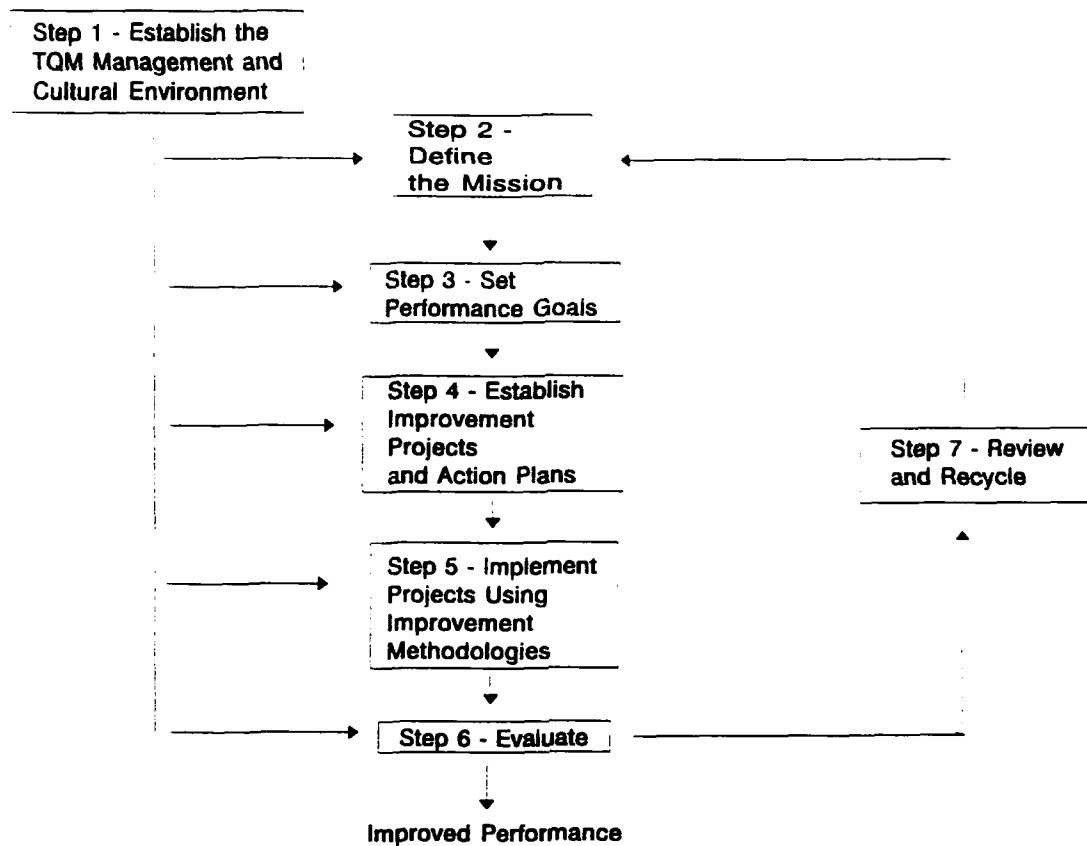 Step 1 - Establish the
TQM Management and
Cultural Environment
Step 2 -
Define
the Mission
Step 3 - Set
Performance Goals
Step 4 - Establish
Improvement
Projects
and Action Plans
Step 5 - Implement
Projects Using
Improvement
Methodologies
Step 6 - Evaluate
Improved Performance
Step 7 - Review
and Recycle